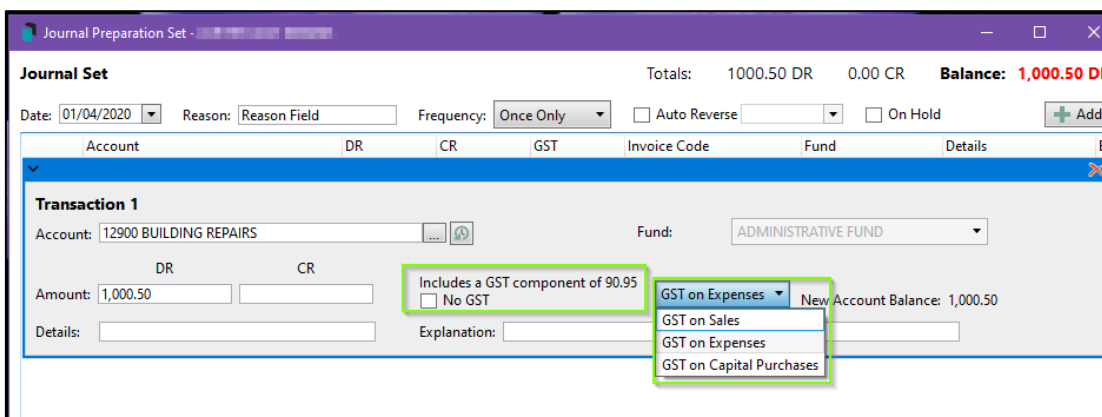 Journal Preparation Set -
Journal Set Totals: 1000.50 DR 0.00 CR Balance: 1,000.50 D
Date: 01/04/2020 Reason: Reason Field Frequency: Once Only Auto Reverse On Hold Add
Account DR CR GST Invoice Code Fund Details
Transaction 1
Account: 12900 BUILDING REPAIRS ... Fund: ADMINISTRATIVE FUND
DR CR
Includes a GST component of 90.95
Amount: 1,000.50 No GST GST on Expenses New Account Balance: 1,000.50
GST on Sales
Details: Explanation:
GST on Expenses
GST on Capital Purchases